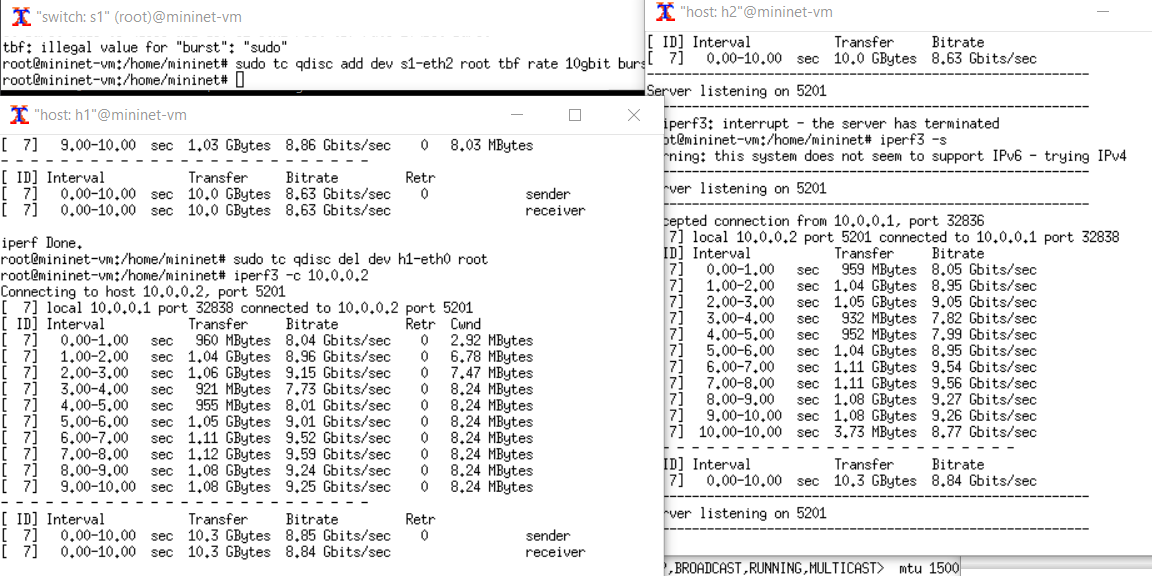 "switch: s1" (root)@mininet-vm
tbf: illegal value for "burst": "sudo"
root@mininet-vm:/home/mininet# sudo tc qdisc add dev s1-eth2 root tbf rate 10gbit burs
root@mininet-vm:/home/mininet#
"host: h1"@mininet-vm
[  7]   9.00-10.00  sec  1.03 GBytes  8.86 Gbits/sec    0   8.03 MBytes
- - - - - - - - - - - - - - - - - - - - - - - - -
[ ID] Interval           Transfer     Bitrate         Retr
[  7]   0.00-10.00  sec  10.0 GBytes  8.63 Gbits/sec    0             sender
[  7]   0.00-10.00  sec  10.0 GBytes  8.63 Gbits/sec                  receiver
iperf Done.
root@mininet-vm:/home/mininet# sudo tc qdisc del dev h1-eth0 root
root@mininet-vm:/home/mininet# iperf3 -c 10.0.0.2
Connecting to host 10.0.0.2, port 5201
[  7] local 10.0.0.1 port 32838 connected to 10.0.0.2 port 5201
[ ID] Interval           Transfer     Bitrate         Retr  Cwnd
[  7]   0.00-1.00   sec   960 MBytes  8.04 Gbits/sec    0   2.92 MBytes
[  7]   1.00-2.00   sec  1.04 GBytes  8.96 Gbits/sec    0   6.78 MBytes
[  7]   2.00-3.00   sec  1.06 GBytes  9.15 Gbits/sec    0   7.47 MBytes
[  7]   3.00-4.00   sec   921 MBytes  7.73 Gbits/sec    0   8.24 MBytes
[  7]   4.00-5.00   sec   955 MBytes  8.01 Gbits/sec    0   8.24 MBytes
[  7]   5.00-6.00   sec  1.05 GBytes  9.01 Gbits/sec    0   8.24 MBytes
[  7]   6.00-7.00   sec  1.11 GBytes  9.52 Gbits/sec    0   8.24 MBytes
[  7]   7.00-8.00   sec  1.12 GBytes  9.59 Gbits/sec    0   8.24 MBytes
[  7]   8.00-9.00   sec  1.08 GBytes  9.24 Gbits/sec    0   8.24 MBytes
[  7]   9.00-10.00  sec  1.08 GBytes  9.25 Gbits/sec    0   8.24 MBytes
- - - - - - - - - - - - - - - - - - - - - - - - -
[ ID] Interval           Transfer     Bitrate         Retr
[  7]   0.00-10.00  sec  10.3 GBytes  8.85 Gbits/sec    0             sender
[  7]   0.00-10.00  sec  10.3 GBytes  8.84 Gbits/sec                  receiver
"host: h2"@mininet-vm
[ ID] Interval           Transfer     Bitrate
[  7]   0.00-10.00  sec  10.0 GBytes  8.63 Gbits/sec
-----------------------------------------------------------
Server listening on 5201
-----------------------------------------------------------
iperf3: interrupt - the server has terminated
ot@mininet-vm:/home/mininet# iperf3 -s
rning: this system does not seem to support IPv6 - trying IPv4
-----------------------------------------------------------
rver listening on 5201
-----------------------------------------------------------
cepted connection from 10.0.0.1, port 32836
7] local 10.0.0.2 port 5201 connected to 10.0.0.1 port 32838
ID] Interval           Transfer     Bitrate
7]   0.00-1.00   sec   959 MBytes  8.05 Gbits/sec
7]   1.00-2.00   sec  1.04 GBytes  8.95 Gbits/sec
7]   2.00-3.00   sec  1.05 GBytes  9.05 Gbits/sec
7]   3.00-4.00   sec   932 MBytes  7.82 Gbits/sec
7]   4.00-5.00   sec   952 MBytes  7.99 Gbits/sec
7]   5.00-6.00   sec  1.04 GBytes  8.95 Gbits/sec
7]   6.00-7.00   sec  1.11 GBytes  9.54 Gbits/sec
7]   7.00-8.00   sec  1.11 GBytes  9.56 Gbits/sec
7]   8.00-9.00   sec  1.08 GBytes  9.27 Gbits/sec
7]   9.00-10.00  sec  1.08 GBytes  9.26 Gbits/sec
7]  10.00-10.00  sec  3.73 MBytes  8.77 Gbits/sec
- - - - - - - - - - - - - - - - - - - - - - - - -
ID] Interval           Transfer     Bitrate
7]   0.00-10.00  sec  10.3 GBytes  8.84 Gbits/sec
-----------------------------------------------------------
rver listening on 5201
-----------------------------------------------------------
,BROADCAST,RUNNING,MULTICAST>  mtu 1500